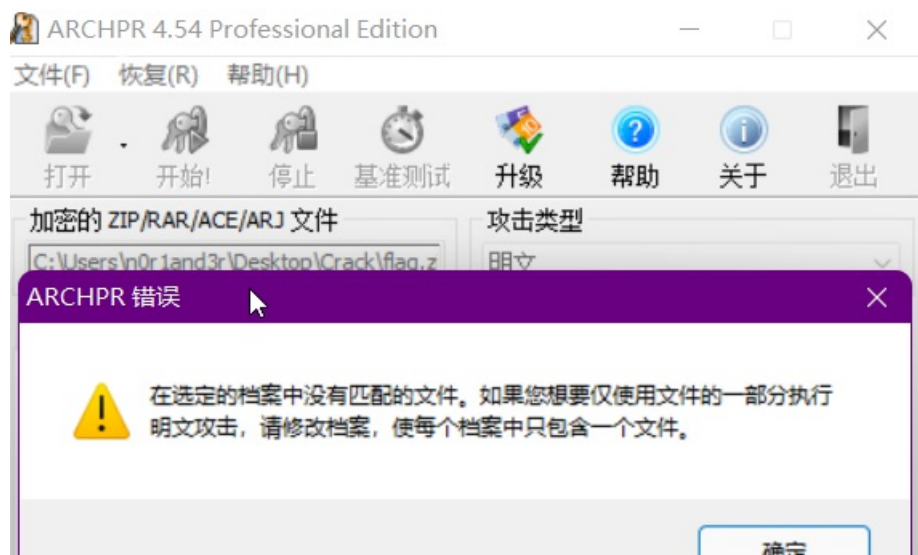 ARCHPR 4.54 Professional Edition
文件(F) 恢复(R) 帮助(H)
打开 开始! 停止 基准测试 升级 帮助 关于 退出
加密的 ZIP/RAR/ACE/ARJ 文件 攻击类型
C:\Users\n0r1and3r\Desktop\Crack\flag.z 明文
ARCHPR 错误
在选定的档案中没有匹配的文件。如果您想要仅使用文件的一部分执行
明文攻击，请修改档案，使每个档案中只包含一个文件。
确定